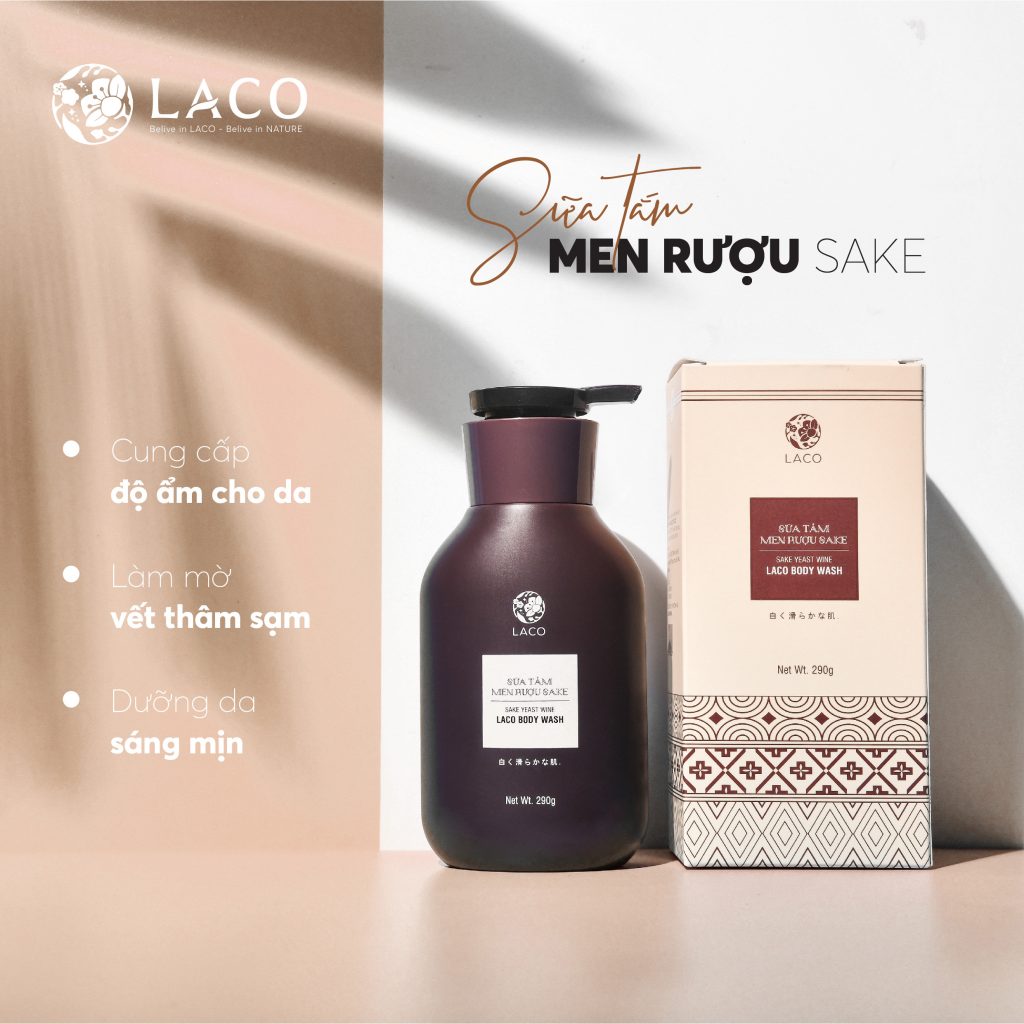 LACO
Belive in LACO - Belive in NATURE
Sữa tắm
MEN RƯỢU SAKE
Cung cấp
độ ẩm cho da
Làm mờ
vết thâm sạm
Dưỡng da
sáng mịn
LACO
SỮA TẮM
MEN RƯỢU SAKE
SAKE YEAST WINE
LACO BODY WASH
白く滑らかな肌.
Net Wt. 290g
LACO
SỮA TẮM
MEN RƯỢU SAKE
SAKE YEAST WINE
LACO BODY WASH
白く滑らかな肌.
Net Wt. 290g